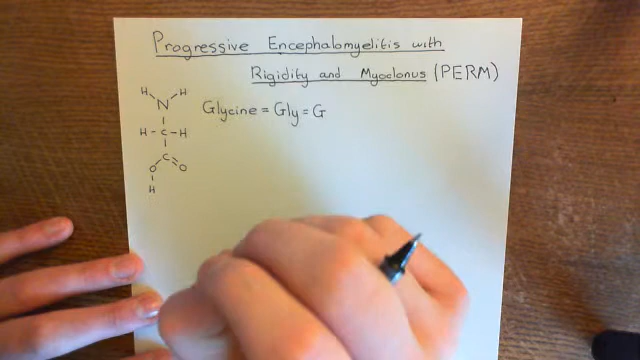 Progressive Encephalomyelitis with
Rigidity and Myoclonus (PERM)
H H
N
Glycine = Gly = G
H - C - H
C
O O
H